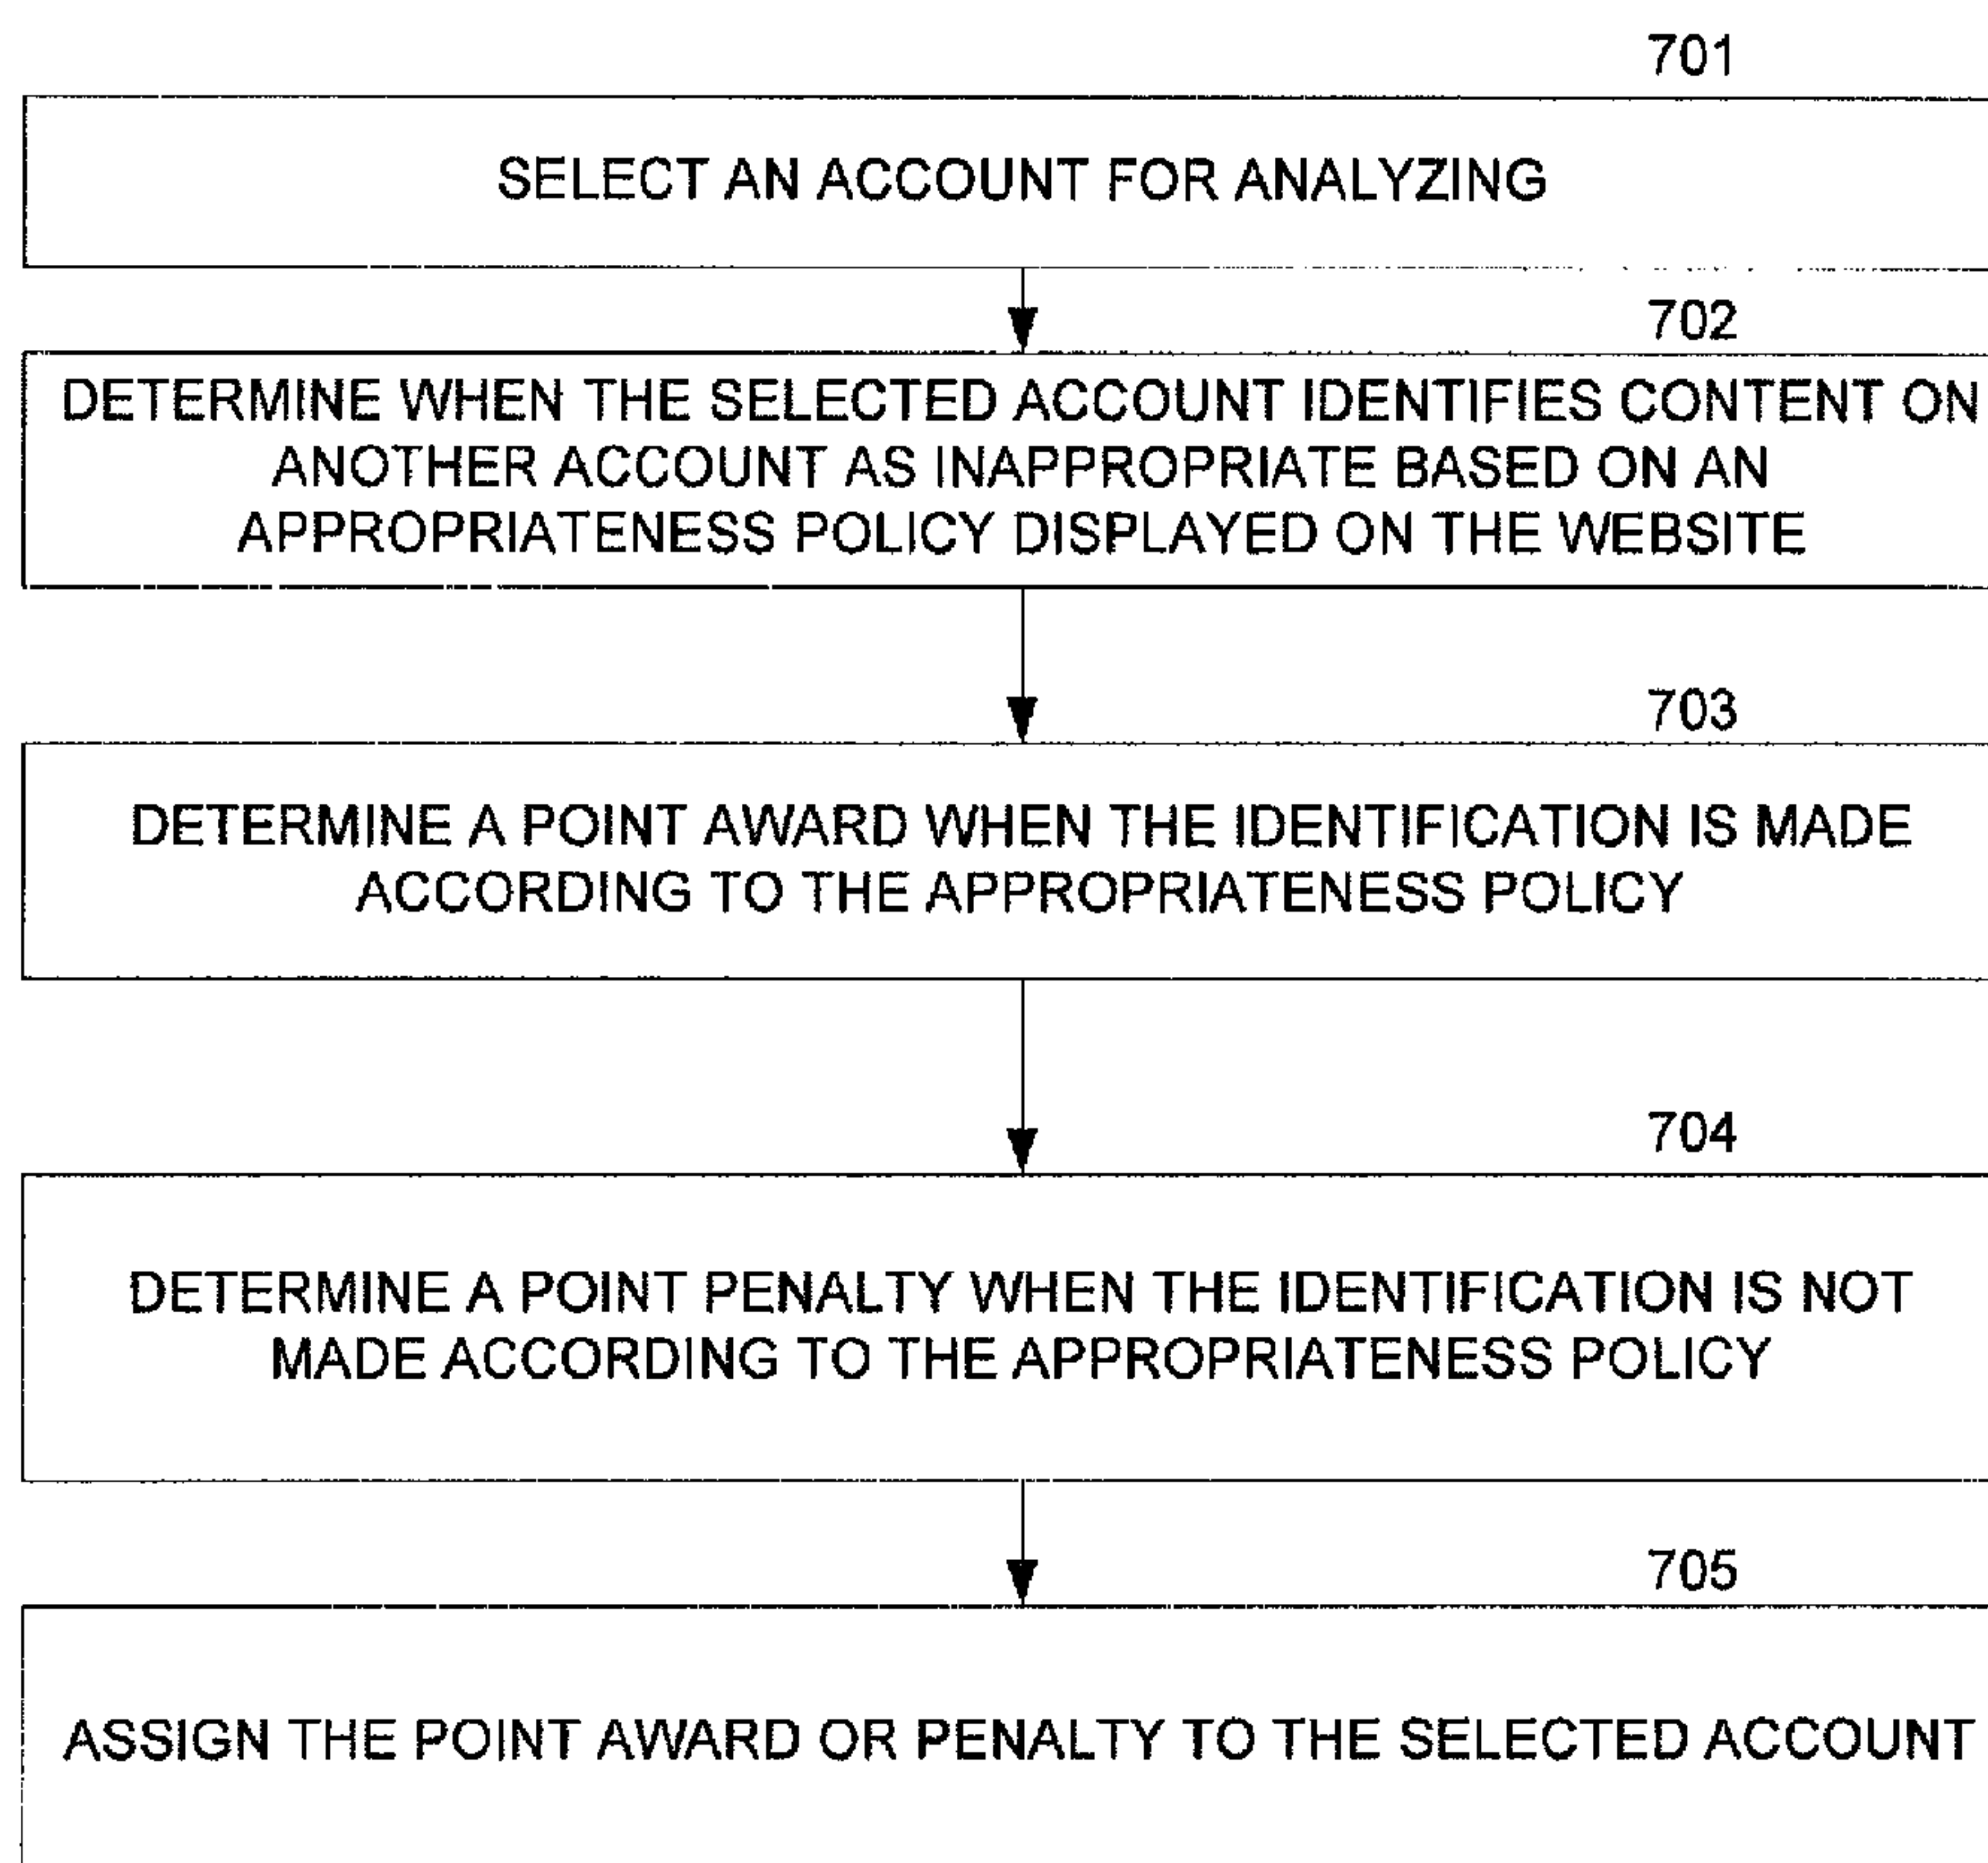 701
SELECT AN ACCOUNT FOR ANALYZING
702
DETERMINE WHEN THE SELECTED ACCOUNT IDENTIFIES CONTENT ON
ANOTHER ACCOUNT AS INAPPROPRIATE BASED ON AN
APPROPRIATENESS POLICY DISPLAYED ON THE WEBSITE
703
DETERMINE A POINT AWARD WHEN THE IDENTIFICATION IS MADE
ACCORDING TO THE APPROPRIATENESS POLICY
704
DETERMINE A POINT PENALTY WHEN THE IDENTIFICATION IS NOT
MADE ACCORDING TO THE APPROPRIATENESS POLICY
705
ASSIGN THE POINT AWARD OR PENALTY TO THE SELECTED ACCOUNT